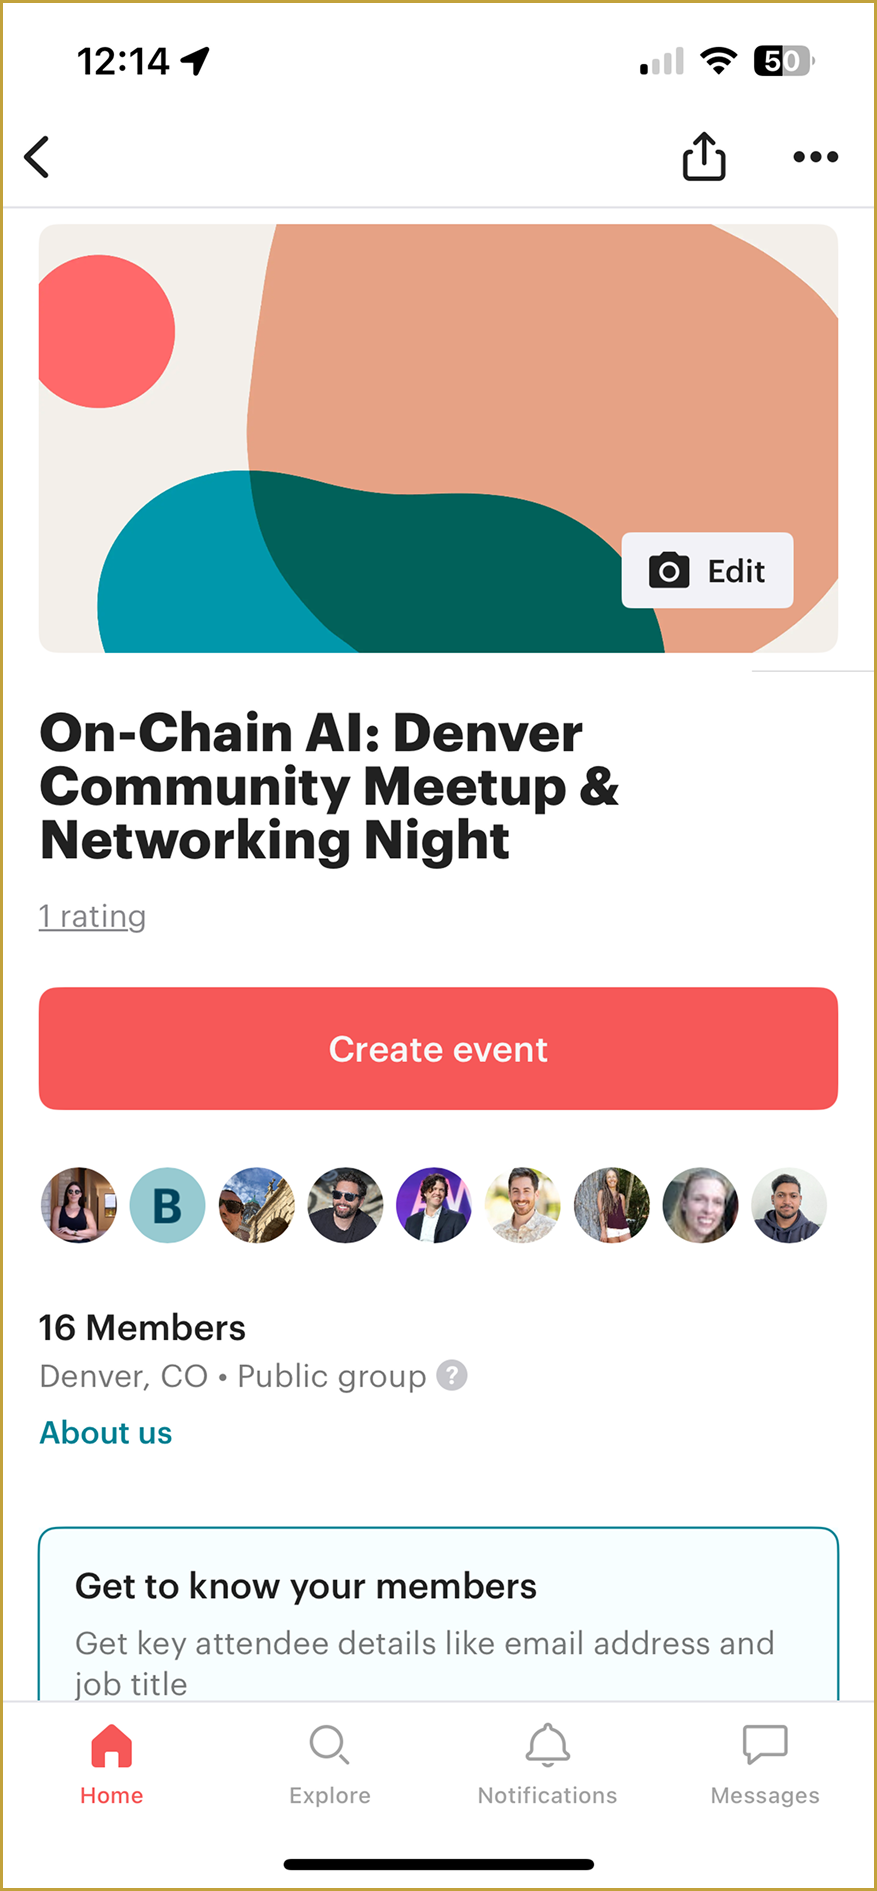 12:14
50
Edit
On-Chain AI: Denver
Community Meetup &
Networking Night
1 rating
Create event
B
16 Members
Denver, CO • Public group ?
About us
Get to know your members
Get key attendee details like email address and
job title
Home
Explore
Notifications
Messages